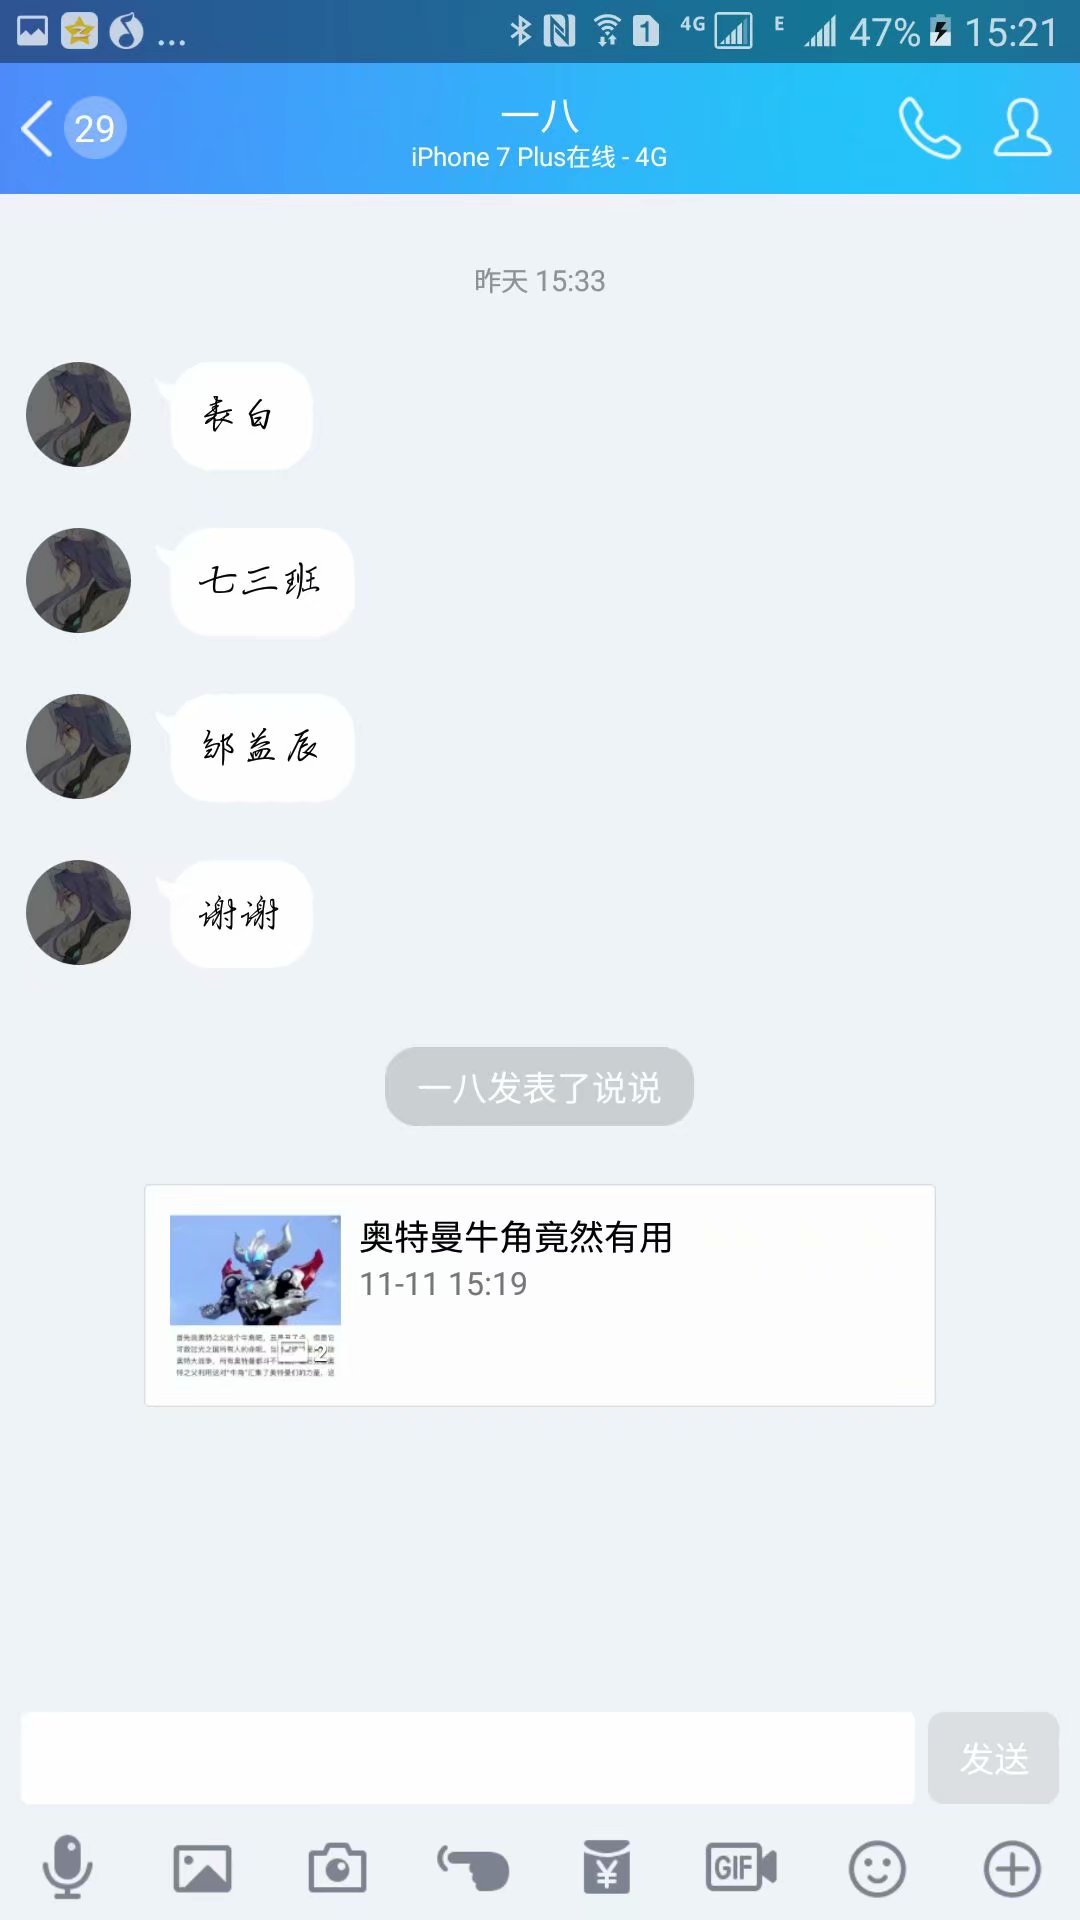 ... 1 4G E 47% 15:21
29
一八
iPhone 7 Plus在线 - 4G
昨天 15:33
表白
七三班
邹益辰
谢谢
一八发表了说说
奥特曼牛角竟然有用
11-11 15:19
2
发送
GIF